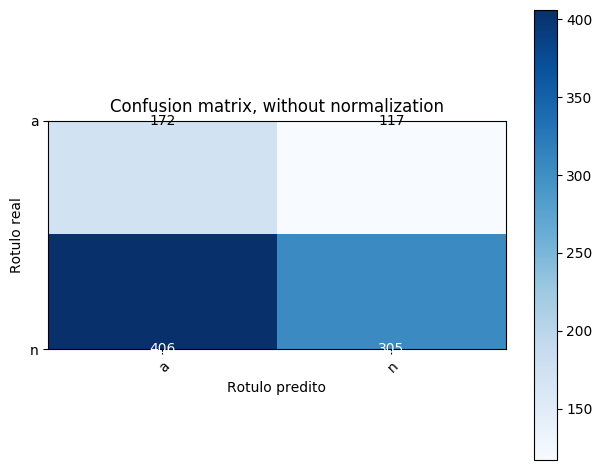 Confusion matrix, without normalization
a
172
117
Rotulo real
n
406
305
a
n
Rotulo predito
400
350
300
250
200
150